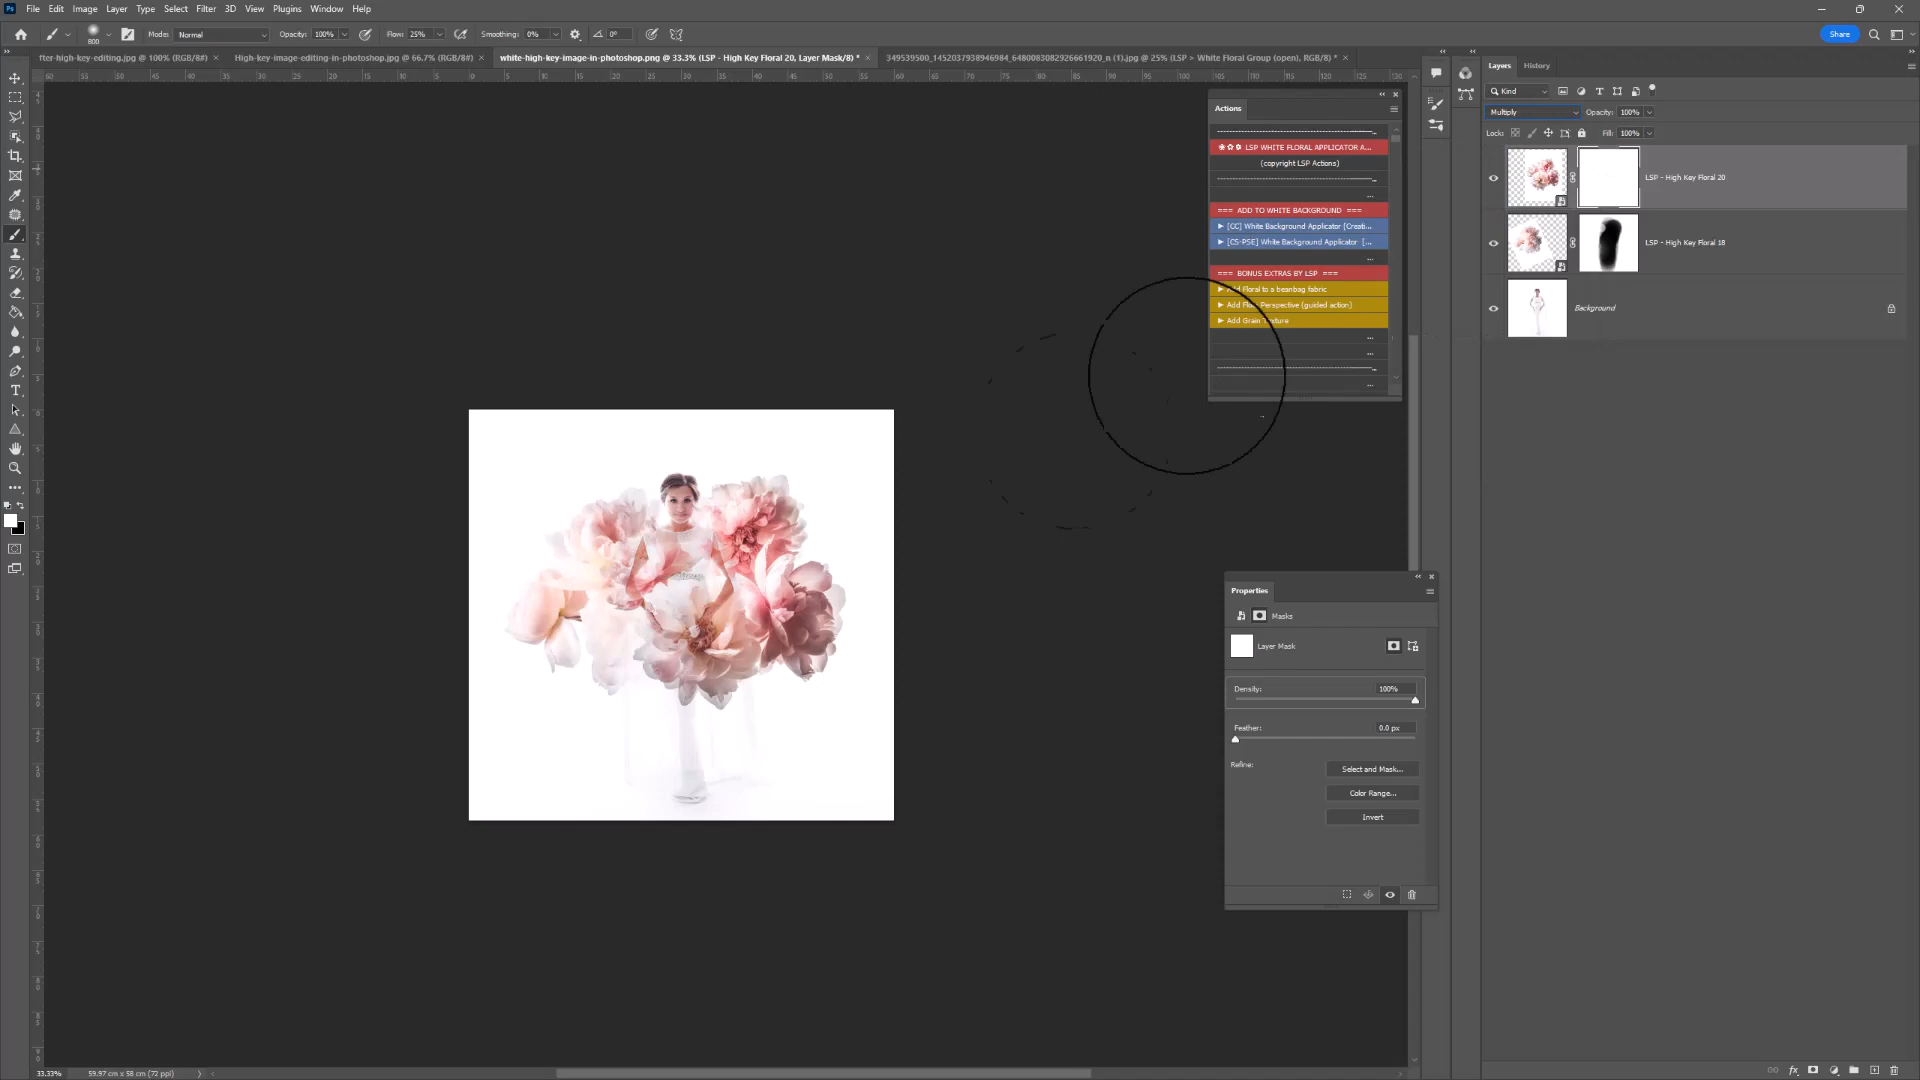 Ps File Edit Image Layer Type Select Filter 3D View Plugins Window Help
800 Mode: Normal Opacity: 100% Flow: 25% Smoothing: 0% 0° Share
fter-high-key-editing.jpg @ 100% (RGB/8#) × High-key-image-editing-in-photoshop.jpg @ 66.7% (RGB/8#) × white-high-key-image-in-photoshop.png @ 33.3% (LSP - High Key Floral 20, Layer Mask/8) * × 349539500_1452037938946984_6480083082926661920_n (1).jpg @ 25% (LSP > White Floral Group (open), RGB/8) * ×
Layers History
Kind
Multiply Opacity: 100%
Lock: Fill: 100%
LSP - High Key Floral 20
LSP - High Key Floral 18
Background
Actions
LSP WHITE FLORAL APPLICATOR A...
(copyright LSP Actions)
...
=== ADD TO WHITE BACKGROUND ===
[CC] White Background Applicator [Creati...
[CS-PSE] White Background Applicator [...
...
=== BONUS EXTRAS BY LSP ===
Add Floral to a beanbag fabric
Add Floor Perspective (guided action)
Add Grain Texture
...
...
...
Properties
Masks
Layer Mask
Density: 100%
Feather: 0.0 px
Refine: Select and Mask...
Color Range...
Invert
33.33% 59.97 cm x 58 cm (72 ppi)